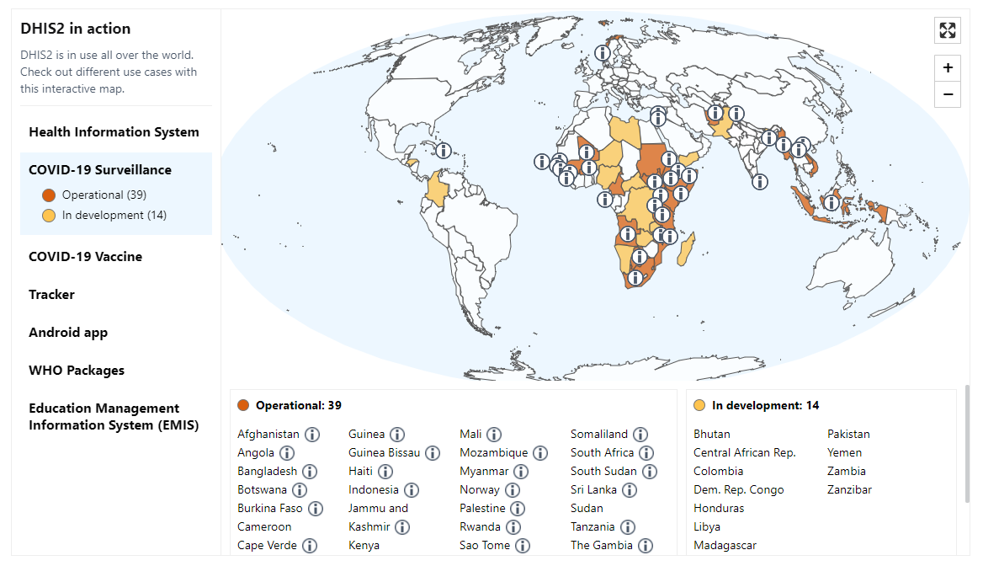 DHIS2 in action
DHIS2 is in use all over the world.
Check out different use cases with
this interactive map.
Health Information System
COVID-19 Surveillance
Operational (39)
In development (14)
COVID-19 Vaccine
Tracker
Android app
WHO Packages
Education Management
Information System (EMIS)
+
−
Operational: 39
Afghanistan
Angola
Bangladesh
Botswana
Burkina Faso
Cameroon
Cape Verde
Guinea
Guinea Bissau
Haiti
Indonesia
Jammu and
Kashmir
Kenya
Mali
Mozambique
Myanmar
Norway
Palestine
Rwanda
Sao Tome
Somaliland
South Africa
South Sudan
Sri Lanka
Sudan
Tanzania
The Gambia
In development: 14
Bhutan
Central African Rep.
Colombia
Dem. Rep. Congo
Honduras
Libya
Madagascar
Pakistan
Yemen
Zambia
Zanzibar